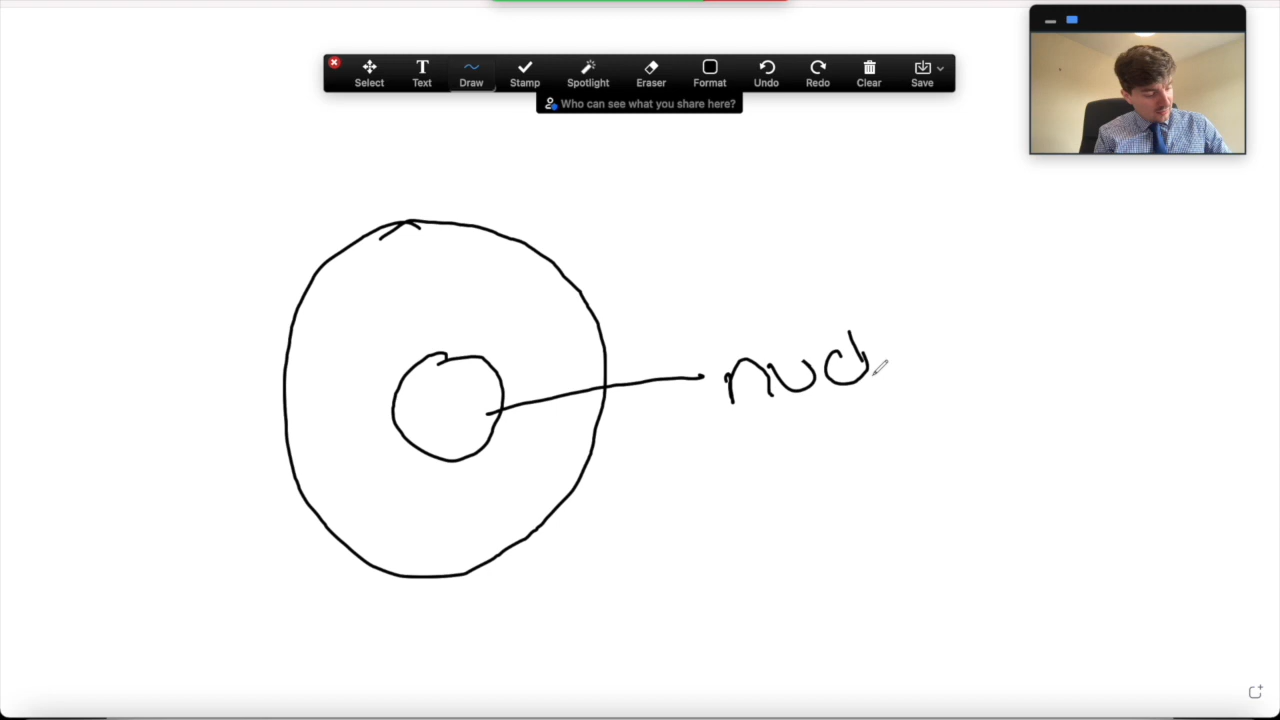 Select
Text
Draw
Stamp
Spotlight
Eraser
Format
Undo
Redo
Clear
Save
Who can see what you share here?
nucl